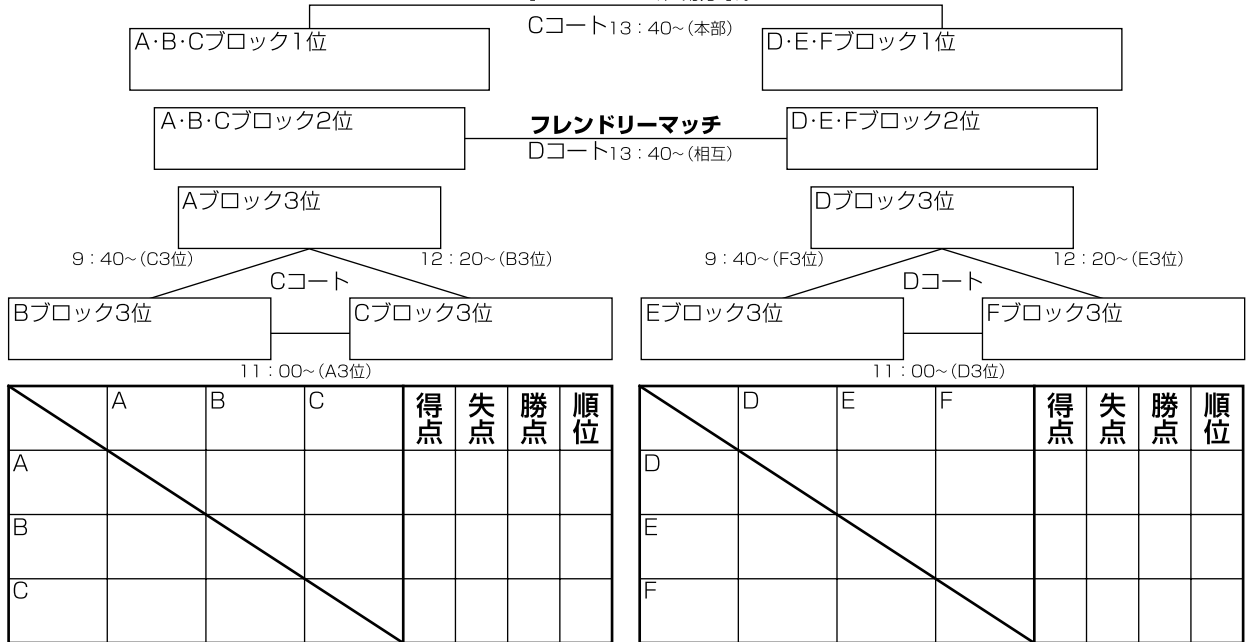 Cコート13：40~(本部)
A･B･Cブロック1位
D･E･Fブロック1位
A･B･Cブロック2位
フレンドリーマッチ
D･E･Fブロック2位
Dコート13：40~(相互)
Aブロック3位
Dブロック3位
9：40~(C3位)
12：20~(B3位)
9：40~(F3位)
12：20~(E3位)
Cコート
Dコート
Bブロック3位
Cブロック3位
Eブロック3位
Fブロック3位
11：00~(A3位)
11：00~(D3位)
A B C 得点 失点 勝点 順位
A
B
C
D E F 得点 失点 勝点 順位
D
E
F